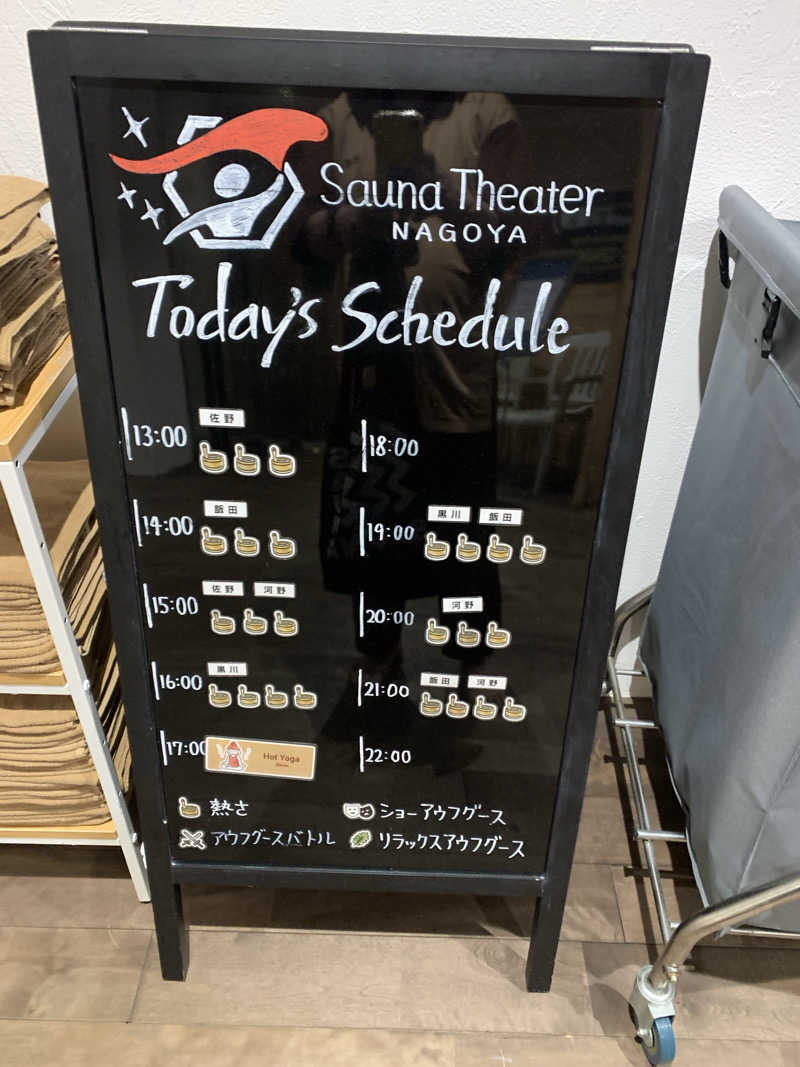 Sauna Theater
NAGOYA
Today's Schedule
13:00 佐野
14:00 飯田
15:00 佐野 河野
16:00 黒川
17:00 Hot Yoga
18:00
19:00 黒川 飯田
20:00 河野
21:00 飯田 河野
22:00
熱さ
ショーアウフグース
アウフグースバトル
リラックスアウフグース